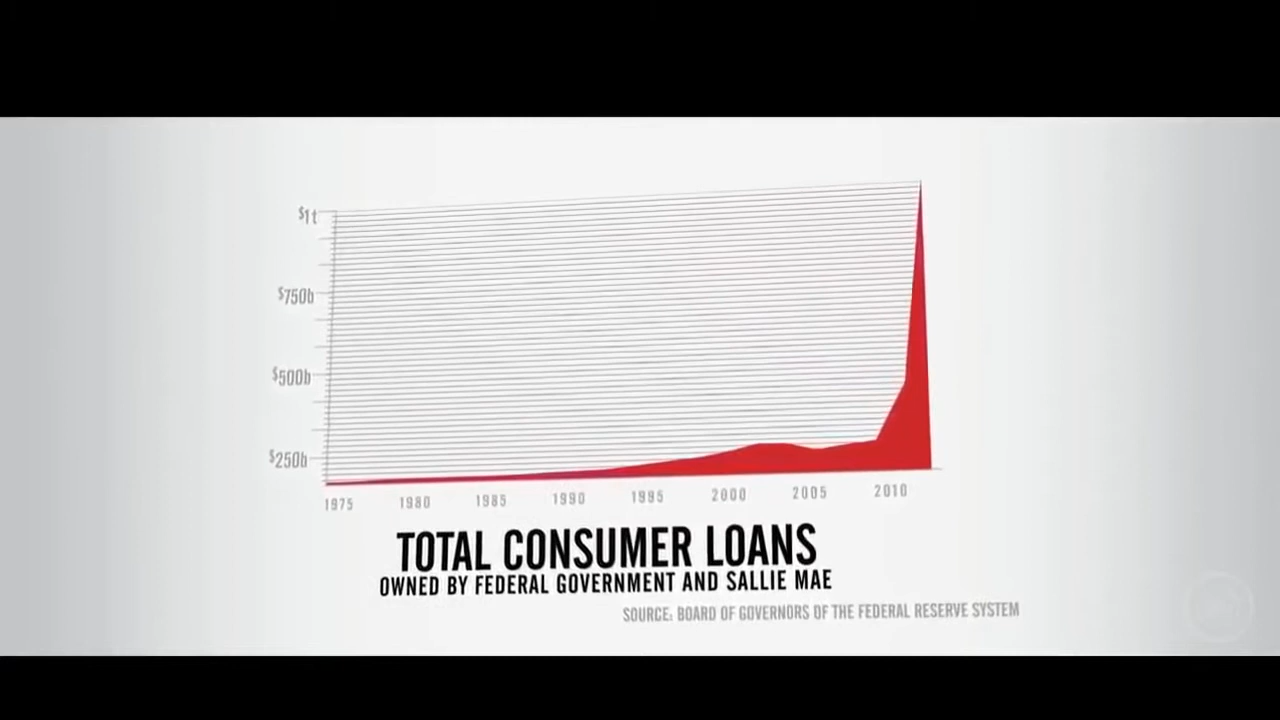 $1t
$750b
$500b
$250b
1975 1980 1985 1990 1995 2000 2005 2010
TOTAL CONSUMER LOANS
OWNED BY FEDERAL GOVERNMENT AND SALLIE MAE
SOURCE: BOARD OF GOVERNORS OF THE FEDERAL RESERVE SYSTEM